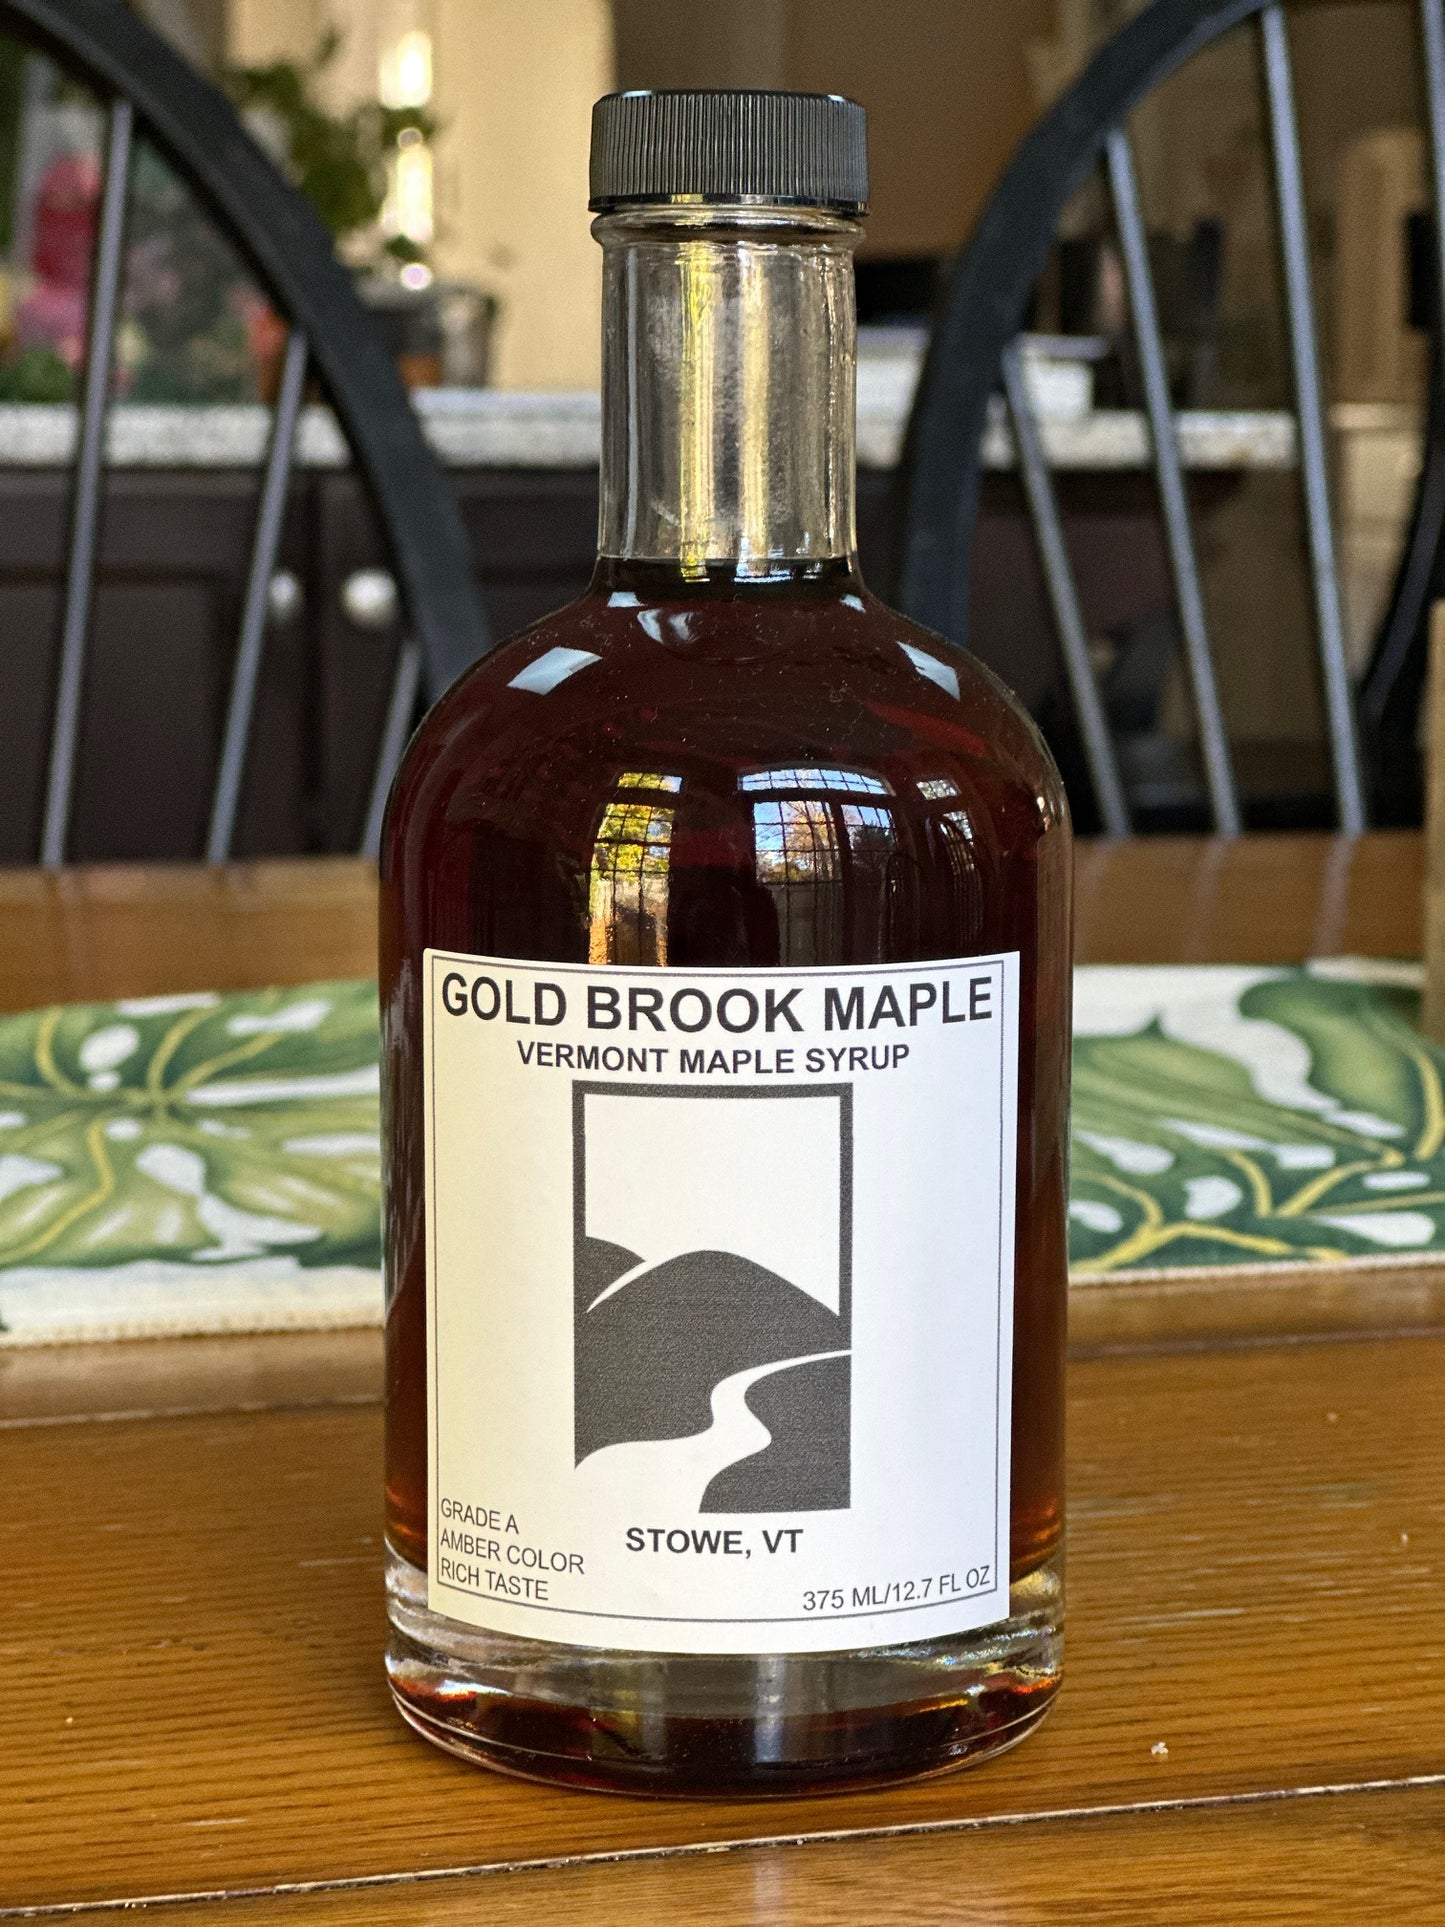 GOLD BROOK MAPLE
VERMONT MAPLE SYRUP
STOWE, VT
GRADE A
AMBER COLOR
RICH TASTE
375 ML/12.7 FL OZ